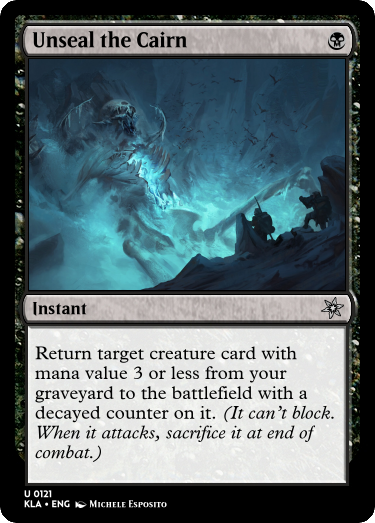 Unseal the Cairn
Instant
Return target creature card with
mana value 3 or less from your
graveyard to the battlefield with a
decayed counter on it. (It can't block.
When it attacks, sacrifice it at end of
combat.)
U 0121
KLA • ENG Michele Esposito